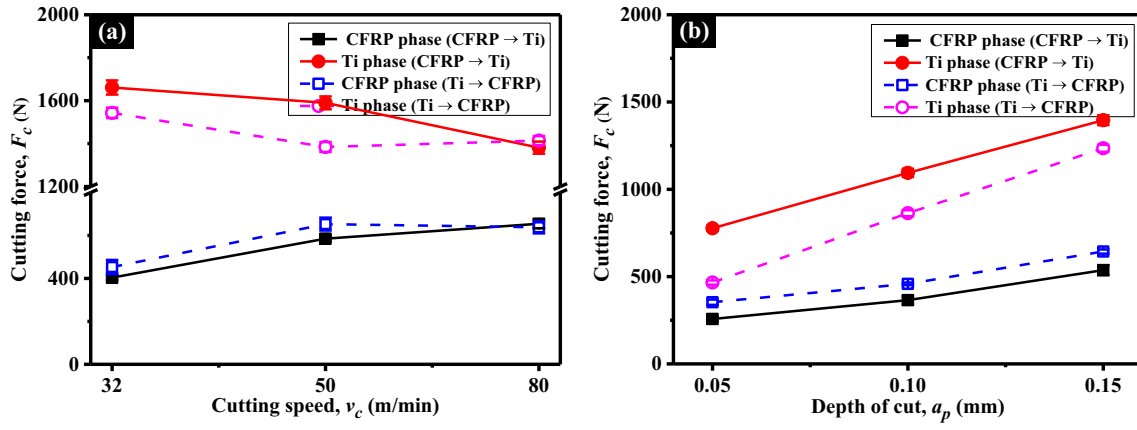 (a)
CFRP phase (CFRP → Ti)
Ti phase (CFRP → Ti)
CFRP phase (Ti → CFRP)
Ti phase (Ti → CFRP)
2000
1600
1200
400
0
Cutting force, Fc (N)
32
50
80
Cutting speed, vc (m/min)
(b)
CFRP phase (CFRP → Ti)
Ti phase (CFRP → Ti)
CFRP phase (Ti → CFRP)
Ti phase (Ti → CFRP)
2000
1500
1000
500
0
Cutting force, Fc (N)
0.05
0.10
0.15
Depth of cut, ap (mm)